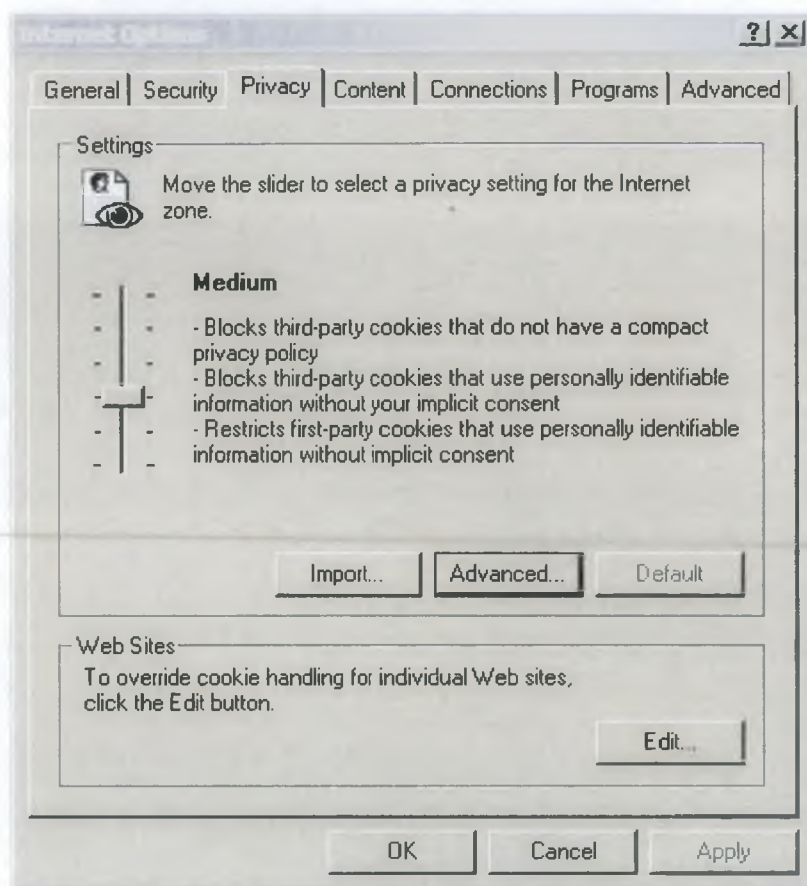 Internet Options
General Security Privacy Content Connections Programs Advanced
Settings
Move the slider to select a privacy setting for the Internet
zone.
Medium
- Blocks third-party cookies that do not have a compact
privacy policy
- Blocks third-party cookies that use personally identifiable
information without your implicit consent
- Restricts first-party cookies that use personally identifiable
information without implicit consent
Import... Advanced... Default
Web Sites
To override cookie handling for individual Web sites,
click the Edit button.
Edit...
OK Cancel Apply